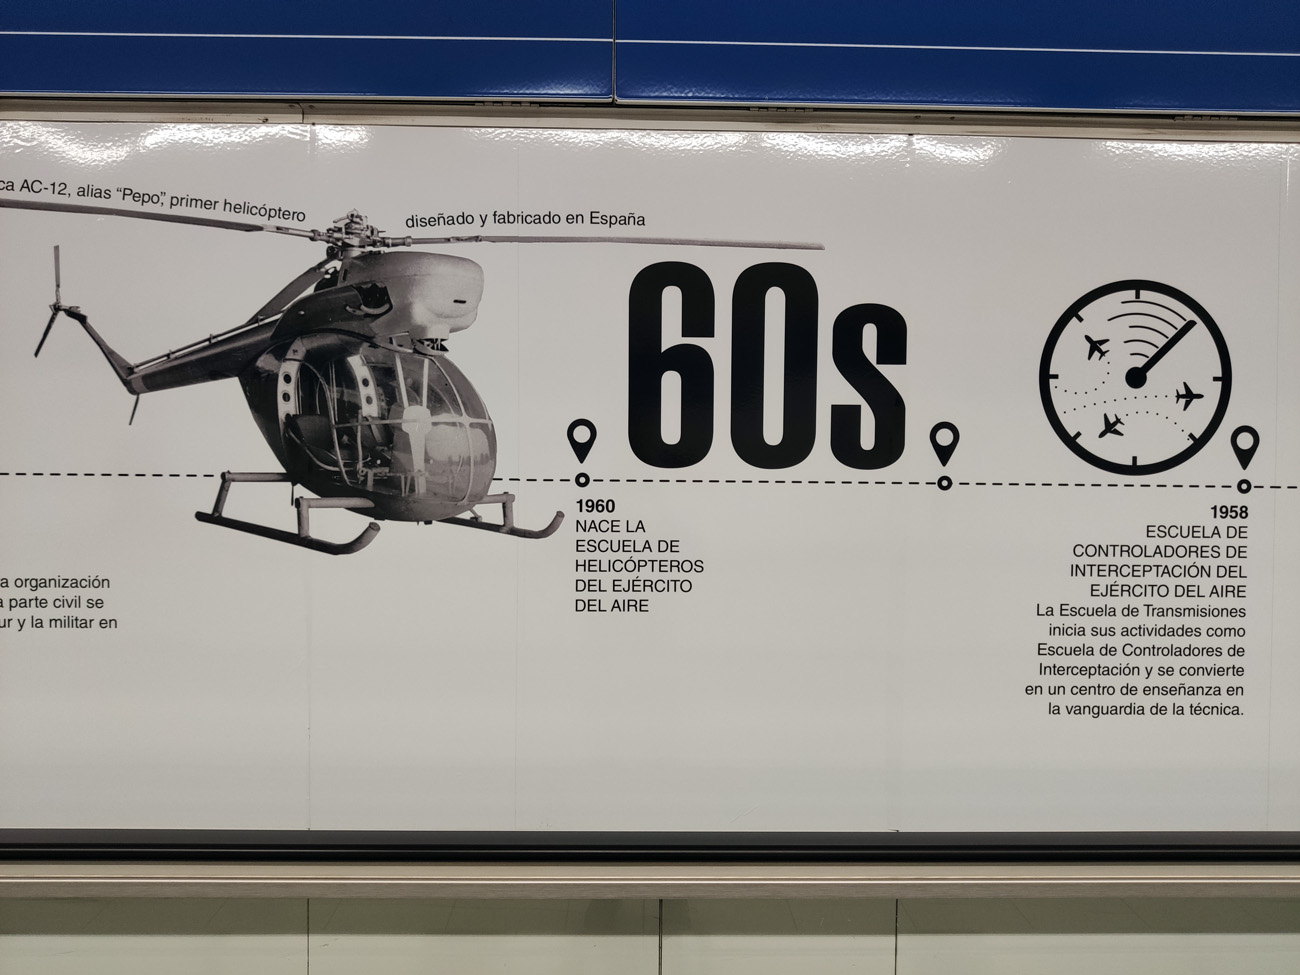 AC-12, alias “Pepo”, primer helicóptero
diseñado y fabricado en España
60s
1960
NACE LA
ESCUELA DE
HELICÓPTEROS
DEL EJÉRCITO
DEL AIRE
1958
ESCUELA DE
CONTROLADORES DE
INTERCEPTACIÓN DEL
EJÉRCITO DEL AIRE
La Escuela de Transmisiones
inicia sus actividades como
Escuela de Controladores de
Interceptación y se convierte
en un centro de enseñanza en
la vanguardia de la técnica.
a organización
parte civil se
y la militar en